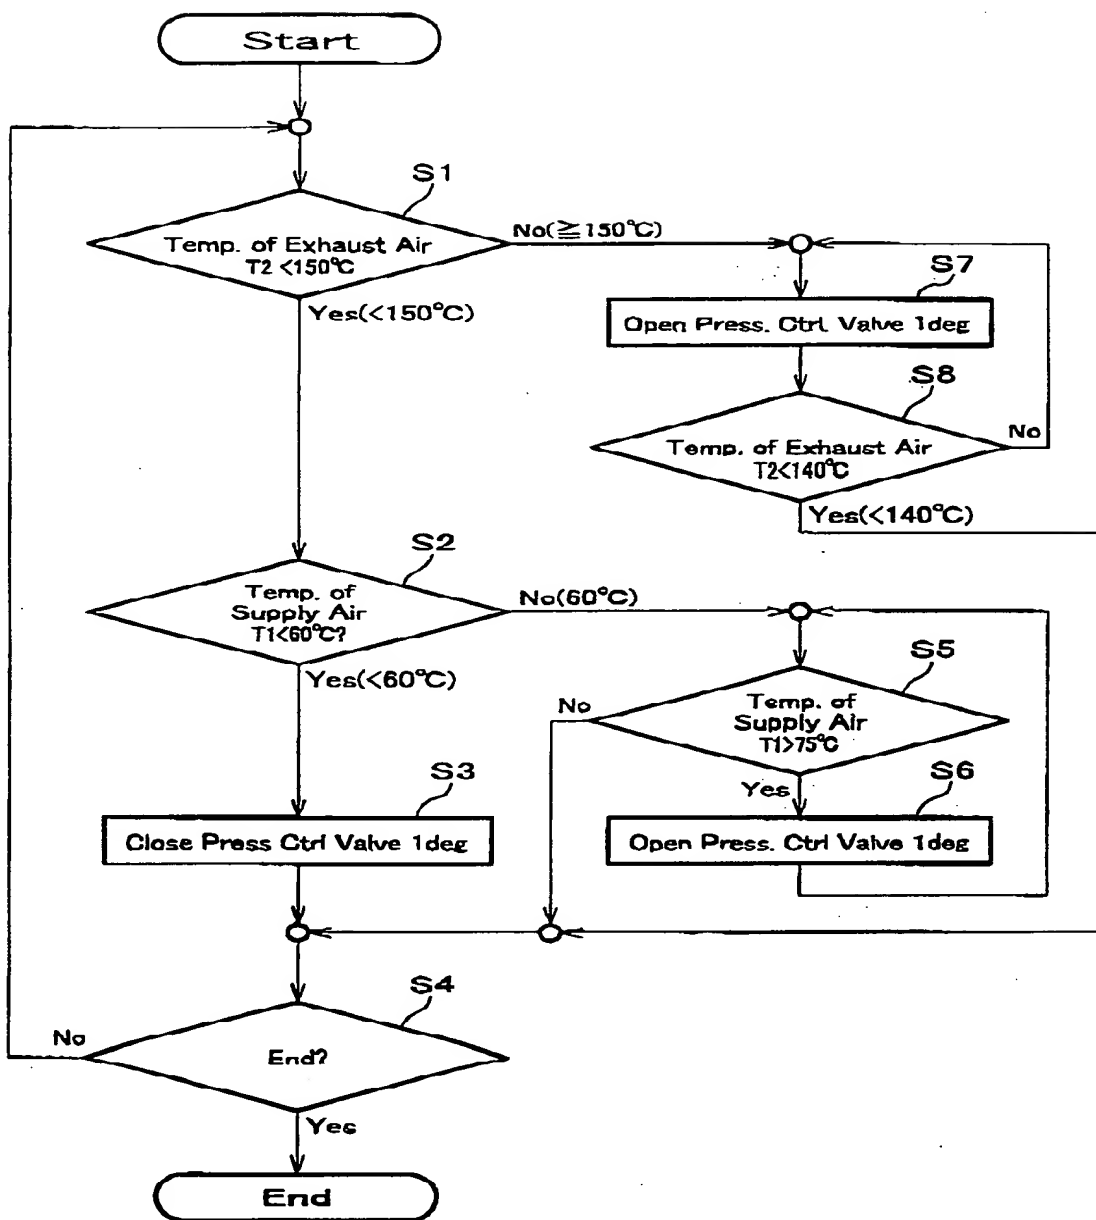 Start
S1
Temp. of Exhaust Air
T2 <150°C
No(≧150°C)
Yes(<150°C)
S7
Open Press. Ctrl Valve 1deg
S8
Temp. of Exhaust Air
T2<140°C
No
Yes(<140°C)
S2
Temp. of
Supply Air
T1<60°C?
No(60°C)
Yes(<60°C)
S5
Temp. of
Supply Air
T1>75°C
No
Yes
S3
Close Press Ctrl Valve 1deg
S6
Open Press. Ctrl Valve 1deg
S4
End?
No
Yes
End